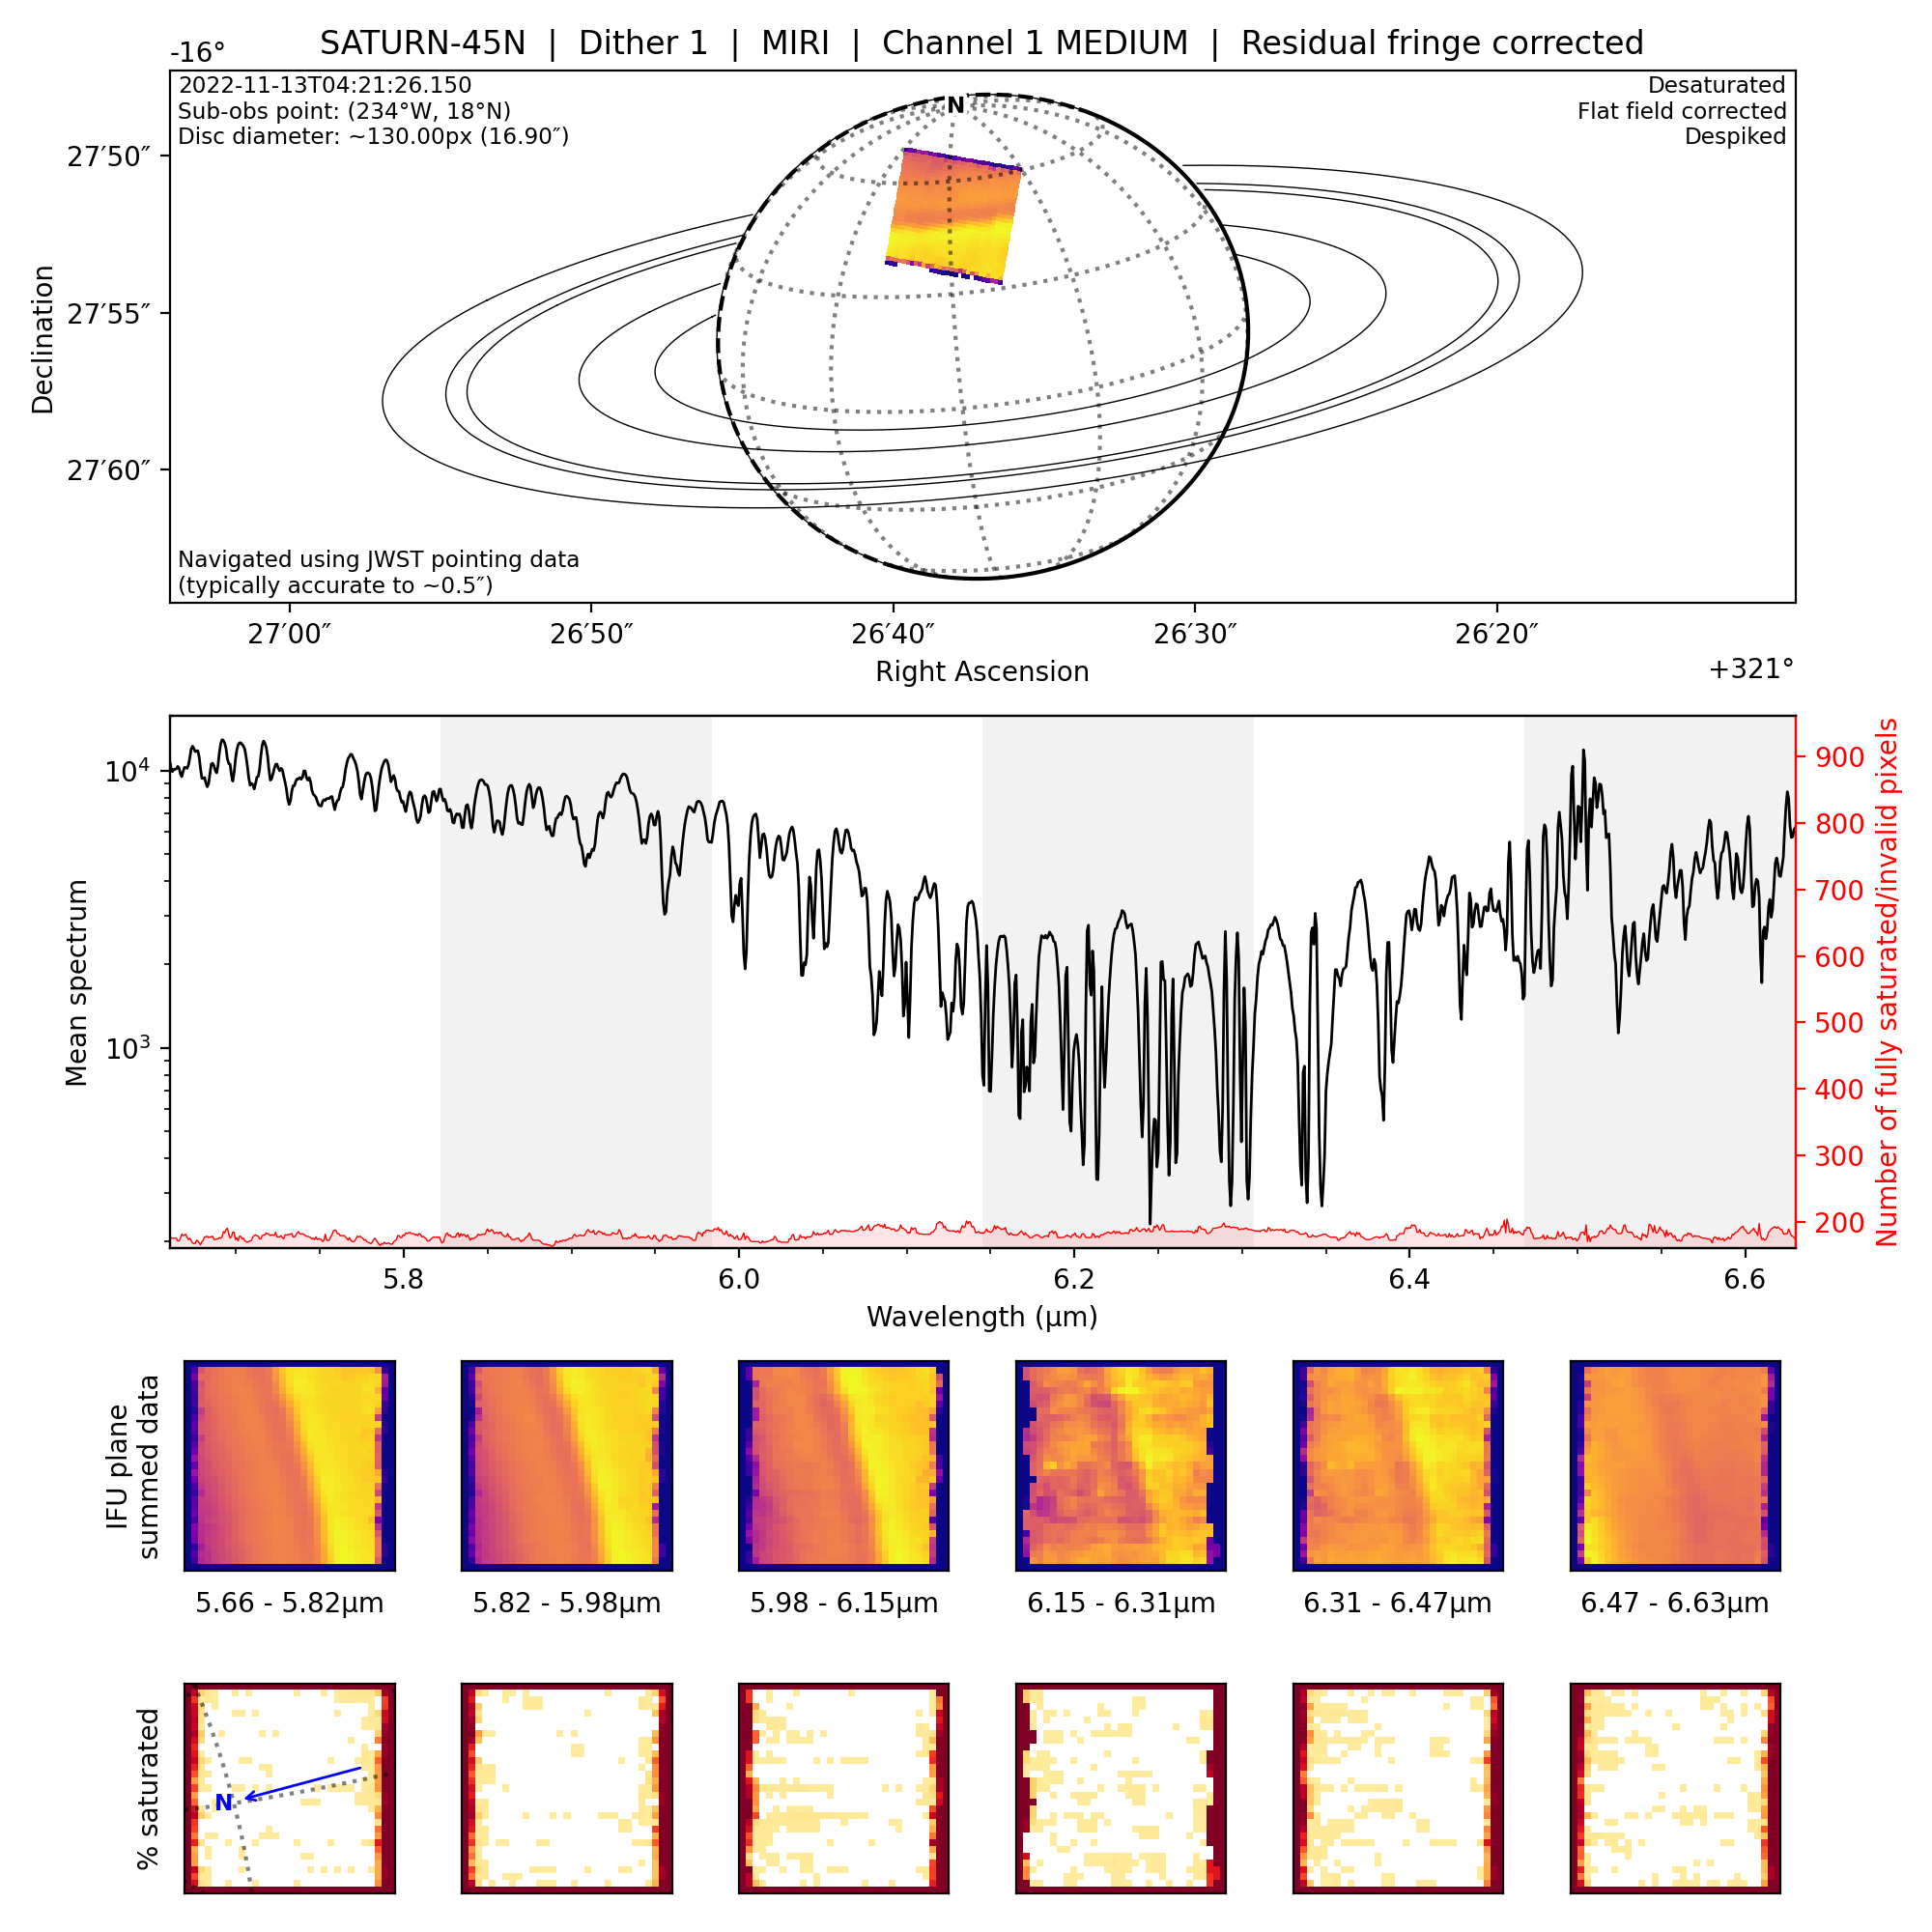 SATURN-45N | Dither 1 | MIRI | Channel 1 MEDIUM | Residual fringe corrected
-16°
2022-11-13T04:21:26.150
Sub-obs point: (234°W, 18°N)
Disc diameter: ~130.00px (16.90″)
Desaturated
Flat field corrected
Despiked
N
27′50″
27′55″
27′60″
Declination
Navigated using JWST pointing data
(typically accurate to ~0.5″)
27′00″ 26′50″ 26′40″ 26′30″ 26′20″
Right Ascension
+321°
Mean spectrum
10⁴
10³
900
800
700
600
500
400
300
200
Number of fully saturated/invalid pixels
5.8 6.0 6.2 6.4 6.6
Wavelength (µm)
IFU plane
summed data
5.66 - 5.82µm 5.82 - 5.98µm 5.98 - 6.15µm 6.15 - 6.31µm 6.31 - 6.47µm 6.47 - 6.63µm
% saturated
N